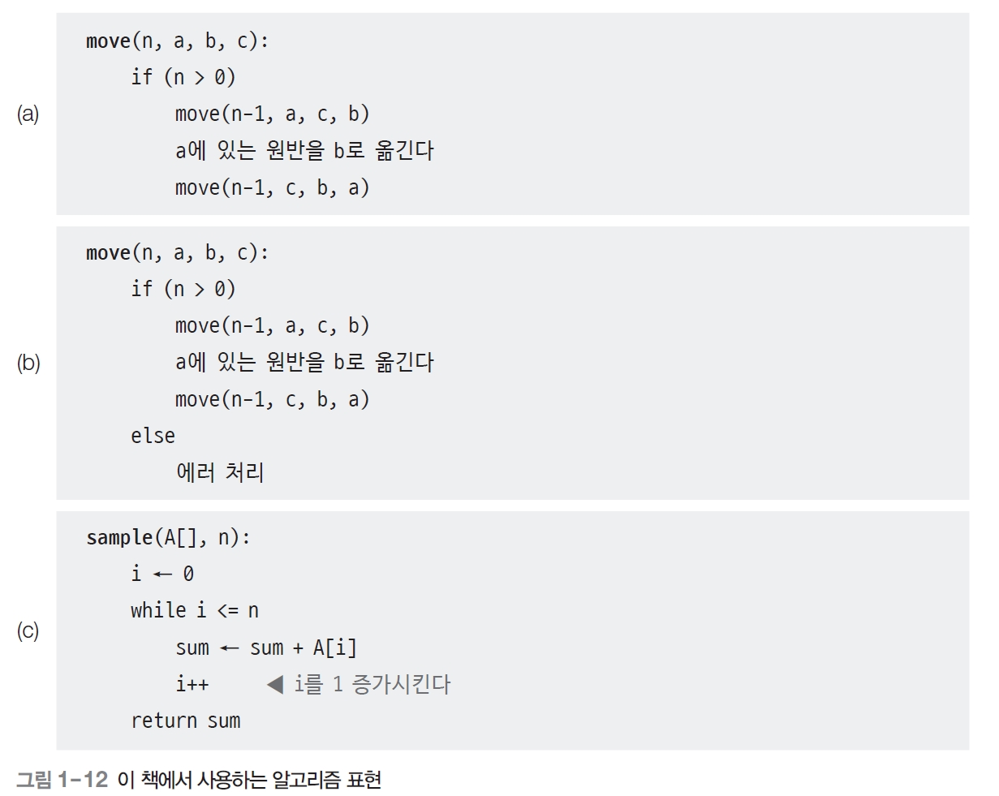 (a)
move(n, a, b, c):
if (n > 0)
move(n-1, a, c, b)
a에 있는 원반을 b로 옮긴다
move(n-1, c, b, a)
(b)
move(n, a, b, c):
if (n > 0)
move(n-1, a, c, b)
a에 있는 원반을 b로 옮긴다
move(n-1, c, b, a)
else
에러 처리
(c)
sample(A[], n):
i ← 0
while i <= n
sum ← sum + A[i]
i++ ◀ i를 1 증가시킨다
return sum
그림 1-12 이 책에서 사용하는 알고리즘 표현